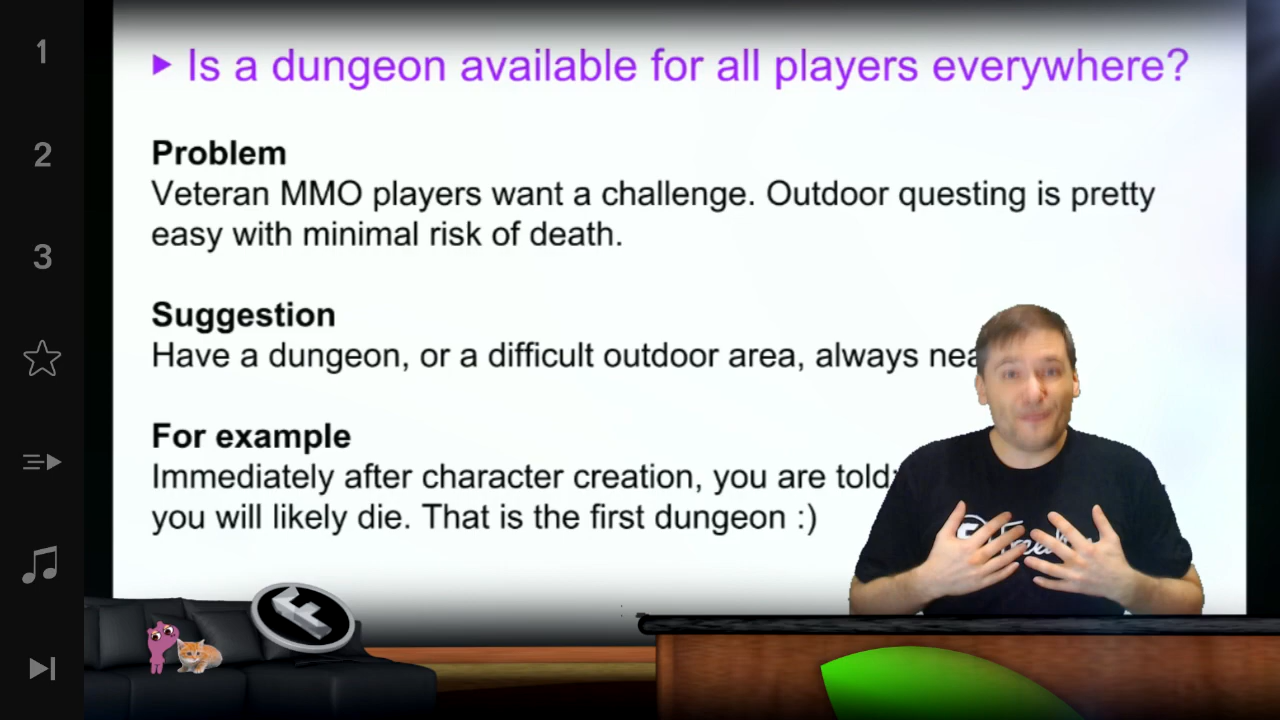 1
2
3
Is a dungeon available for all players everywhere?
Problem
Veteran MMO players want a challenge. Outdoor questing is pretty
easy with minimal risk of death.
Suggestion
Have a dungeon, or a difficult outdoor area, always
For example
Immediately after character creation, you are told:
you will likely die. That is the first dungeon :)
F